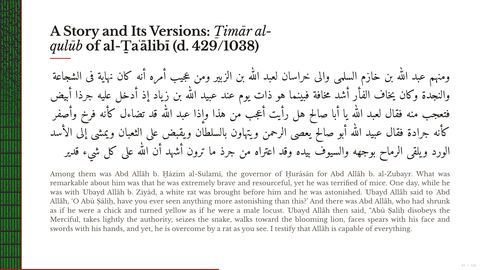 A Story and Its Versions: Ṯimār al-
qulūb of al-Ṯaʿālibī (d. 429/1038)
ومنهم عبد الله بن خازم السلمى والى خراسان لعبد الله بن الزبير ومن عجيب أمره أنه كان نهاية فى الشجاعة
والنجدة وكان يخاف الفأر أشد مخافة فبينما هو ذات يوم عند عبيد الله بن زياد إذ أدخل عليه جرذا أبيض
فتعجب منه فقال لعبد الله يا أبا صالح هل رأيت أعجب من هذا وإذا عبد الله قد تضاءل كأنه فرخ وأصفر
كأنه جرادة فقال عبيد الله أبو صالح يعصى الرحمن ويتهاون بالسلطان ويقبض على الثعبان ويمشى إلى الأسد
الورد ويلقى الرماح بوجهه والسيوف بيده وقد اعتراه من جرذ ما ترون أشهد أن الله على كل شىء قدير
Among them was Abd Allāh b. Ḫāzim al-Sulamī, the governor of Ḫurāsān for Abd Allāh b. al-Zubayr. What was
remarkable about him was that he was extremely brave and resourceful, yet he was terrified of mice. One day, while he
was with Ubayd Allāh b. Ziyād, a white rat was brought before him and he was astonished. ʿUbayd Allāh said to ʿAbd
Allāh, ‘O Abū Ṣāliḥ, have you ever seen anything more astonishing than this?’ And there was Abd Allāh, who had shrunk
as if he were a chick and turned yellow as if he were a male locust. ʿUbayd Allāh then said, “Abū Ṣāliḥ disobeys the
Merciful, takes lightly the authority, seizes the snake, walks toward the blooming lion, faces spears with his face and
swords with his hands, and yet, he is overcome by a rat as you see. I testify that Allāh is capable of everything.